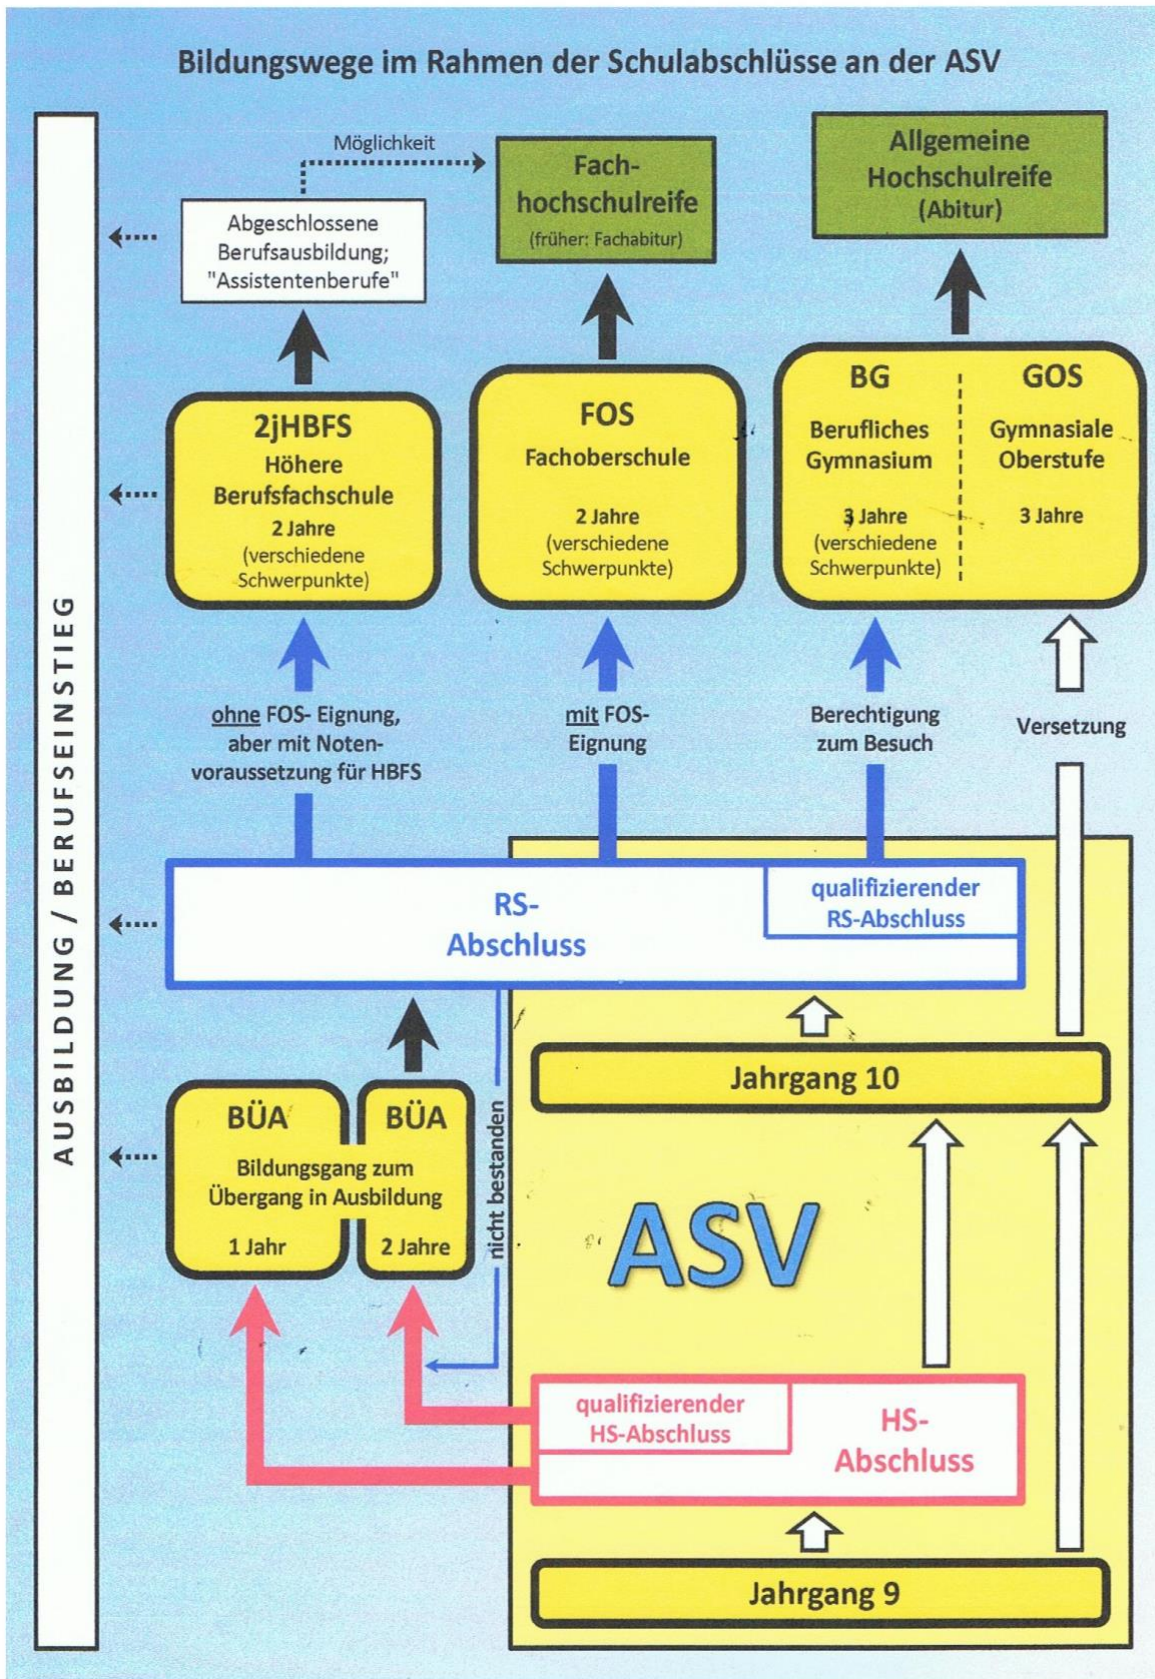 Bildungswege im Rahmen der Schulabschlüsse an der ASV
AUSBILDUNG / BERUFSEINSTIEG
Möglichkeit
Abgeschlossene
Berufsausbildung;
"Assistentenberufe"
Fach-
hochschulreife
(früher: Fachabitur)
Allgemeine
Hochschulreife
(Abitur)
2jHBFS
Höhere
Berufsfachschule
2 Jahre
(verschiedene
Schwerpunkte)
FOS
Fachoberschule
2 Jahre
(verschiedene
Schwerpunkte)
BG
Berufliches
Gymnasium
3 Jahre
(verschiedene
Schwerpunkte)
GOS
Gymnasiale
Oberstufe
3 Jahre
ohne FOS- Eignung,
aber mit Noten-
voraussetzung für HBFS
mit FOS-
Eignung
Berechtigung
zum Besuch
Versetzung
RS-
Abschluss
qualifizierender
RS-Abschluss
Jahrgang 10
BÜA
BÜA
Bildungsgang zum
Übergang in Ausbildung
1 Jahr
2 Jahre
nicht bestanden
ASV
qualifizierender
HS-Abschluss
HS-
Abschluss
Jahrgang 9